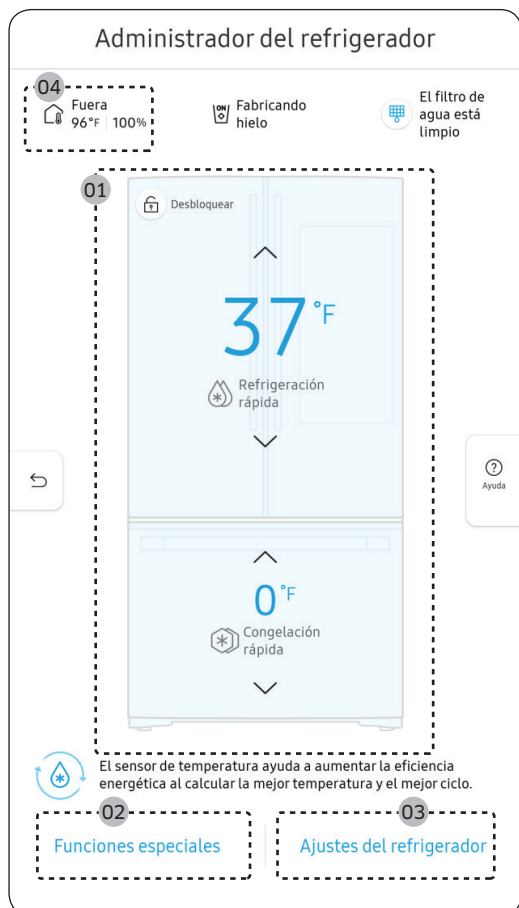 Administrador del refrigerador
04
Fuera
96°F | 100%
Fabricando
hielo
El filtro de
agua está
limpio
01
Desbloquear
37°F
Refrigeración
rápida
Ayuda
0°F
Congelación
rápida
El sensor de temperatura ayuda a aumentar la eficiencia
energética al calcular la mejor temperatura y el mejor ciclo.
02
03
Funciones especiales
Ajustes del refrigerador